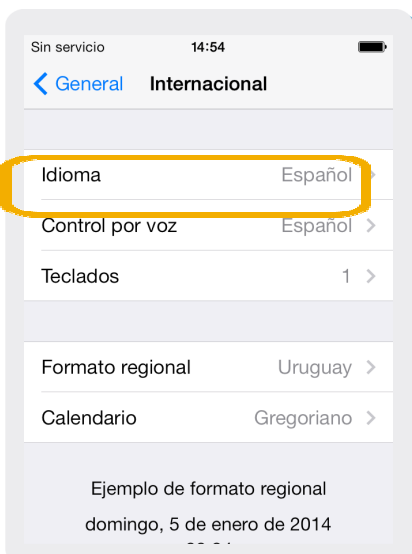 Sin servicio 14:54
General Internacional
Idioma Español
Control por voz Español
Teclados 1
Formato regional Uruguay
Calendario Gregoriano
Ejemplo de formato regional
domingo, 5 de enero de 2014